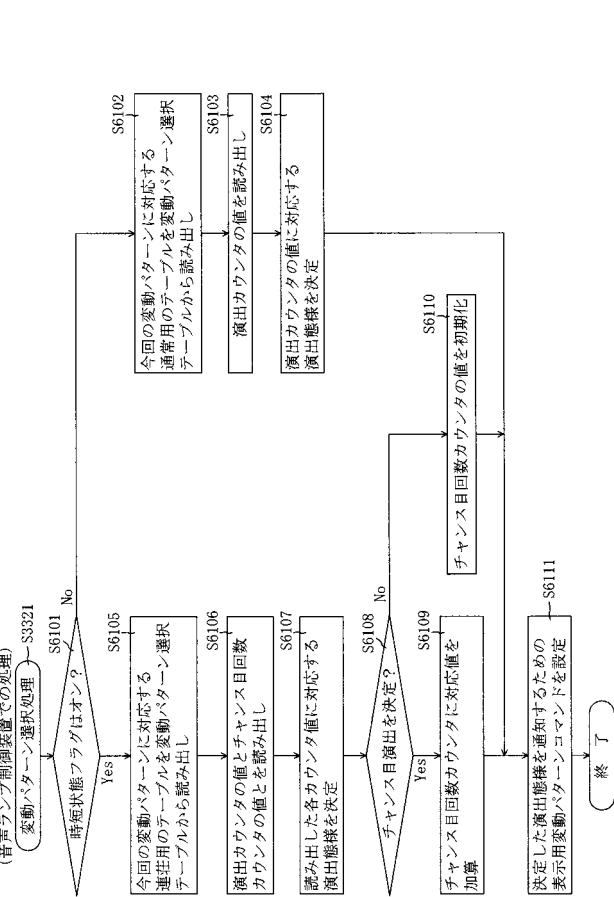 (音声ランプ制御装置での処理)
変動パターン選択処理
S3321
時短状態フラグはオン?
S6101
No
Yes
今回の変動パターンに対応する
通常用のテーブルを変動パターン選択
テーブルから読み出し
S6102
演出カウンタの値を読み出し
S6103
演出カウンタの値に対応する
演出態様を決定
S6104
今回の変動パターンに対応する
連荘用のテーブルを変動パターン選択
テーブルから読み出し
S6105
演出カウンタの値とチャンス目回数
カウンタの値とを読み出し
S6106
読み出した各カウンタ値に対応する
演出態様を決定
S6107
チャンス目演出を決定?
S6108
No
Yes
チャンス目回数カウンタに対応値を
加算
S6109
チャンス目回数カウンタの値を初期化
S6110
決定した演出態様を通知するための
表示用変動パターンコマンドを設定
S6111
終 了